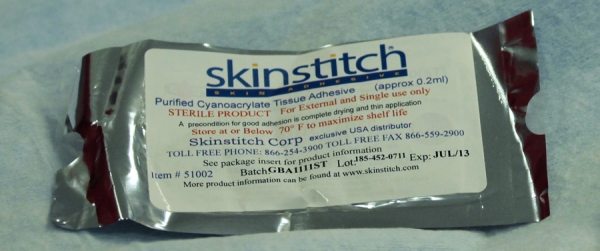 skinstitch
SKIN ADHESIVE
Purified Cyanoacrylate Tissue Adhesive (approx 0.2ml)
STERILE PRODUCT For External and Single use only
A precondition for good adhesion is complete drying and thin application
Store at or Below 70° F to maximize shelf life
Skinstitch Corp exclusive USA distributor
TOLL FREE PHONE: 866-254-3900 TOLL FREE FAX 866-559-2900
See package insert for product information
Item # 51002 Batch GBA1111ST Lot 185-452-0711 Exp: JUL/13
More product information can be found at www.skinstitch.com